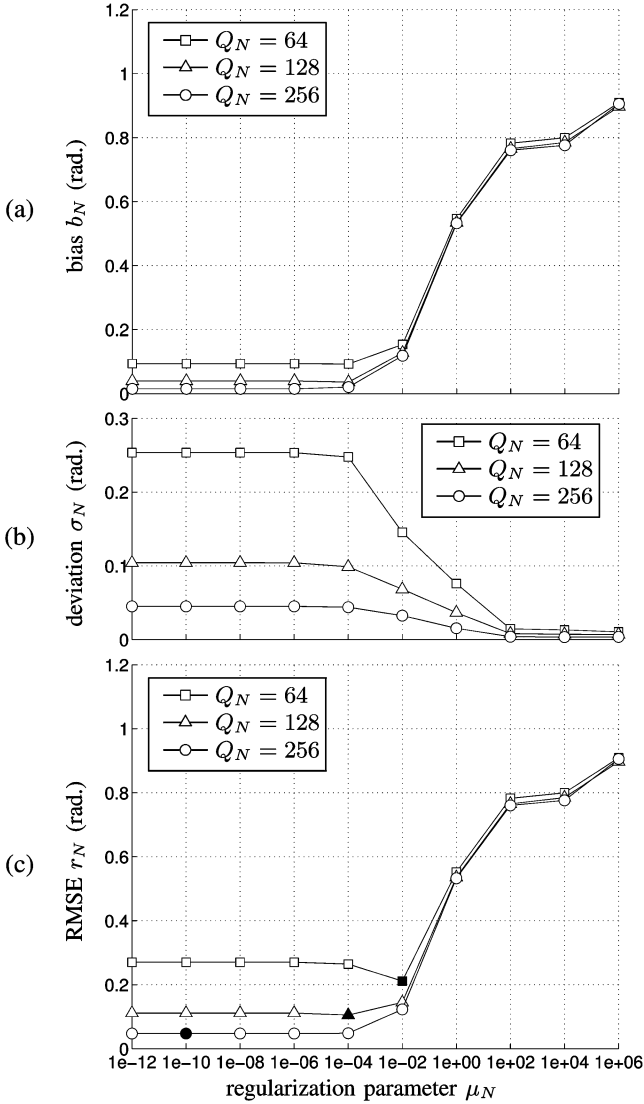 1.2
1
0.8
0.6
0.4
0.2
0
(a)
bias b_N (rad.)
Q_N = 64
Q_N = 128
Q_N = 256
0.3
0.2
0.1
0
(b)
deviation σ_N (rad.)
Q_N = 64
Q_N = 128
Q_N = 256
1.2
1
0.8
0.6
0.4
0.2
0
(c)
RMSE r_N (rad.)
Q_N = 64
Q_N = 128
Q_N = 256
1e-12 1e-10 1e-08 1e-06 1e-04 1e-02 1e+00 1e+02 1e+04 1e+06
regularization parameter μ_N